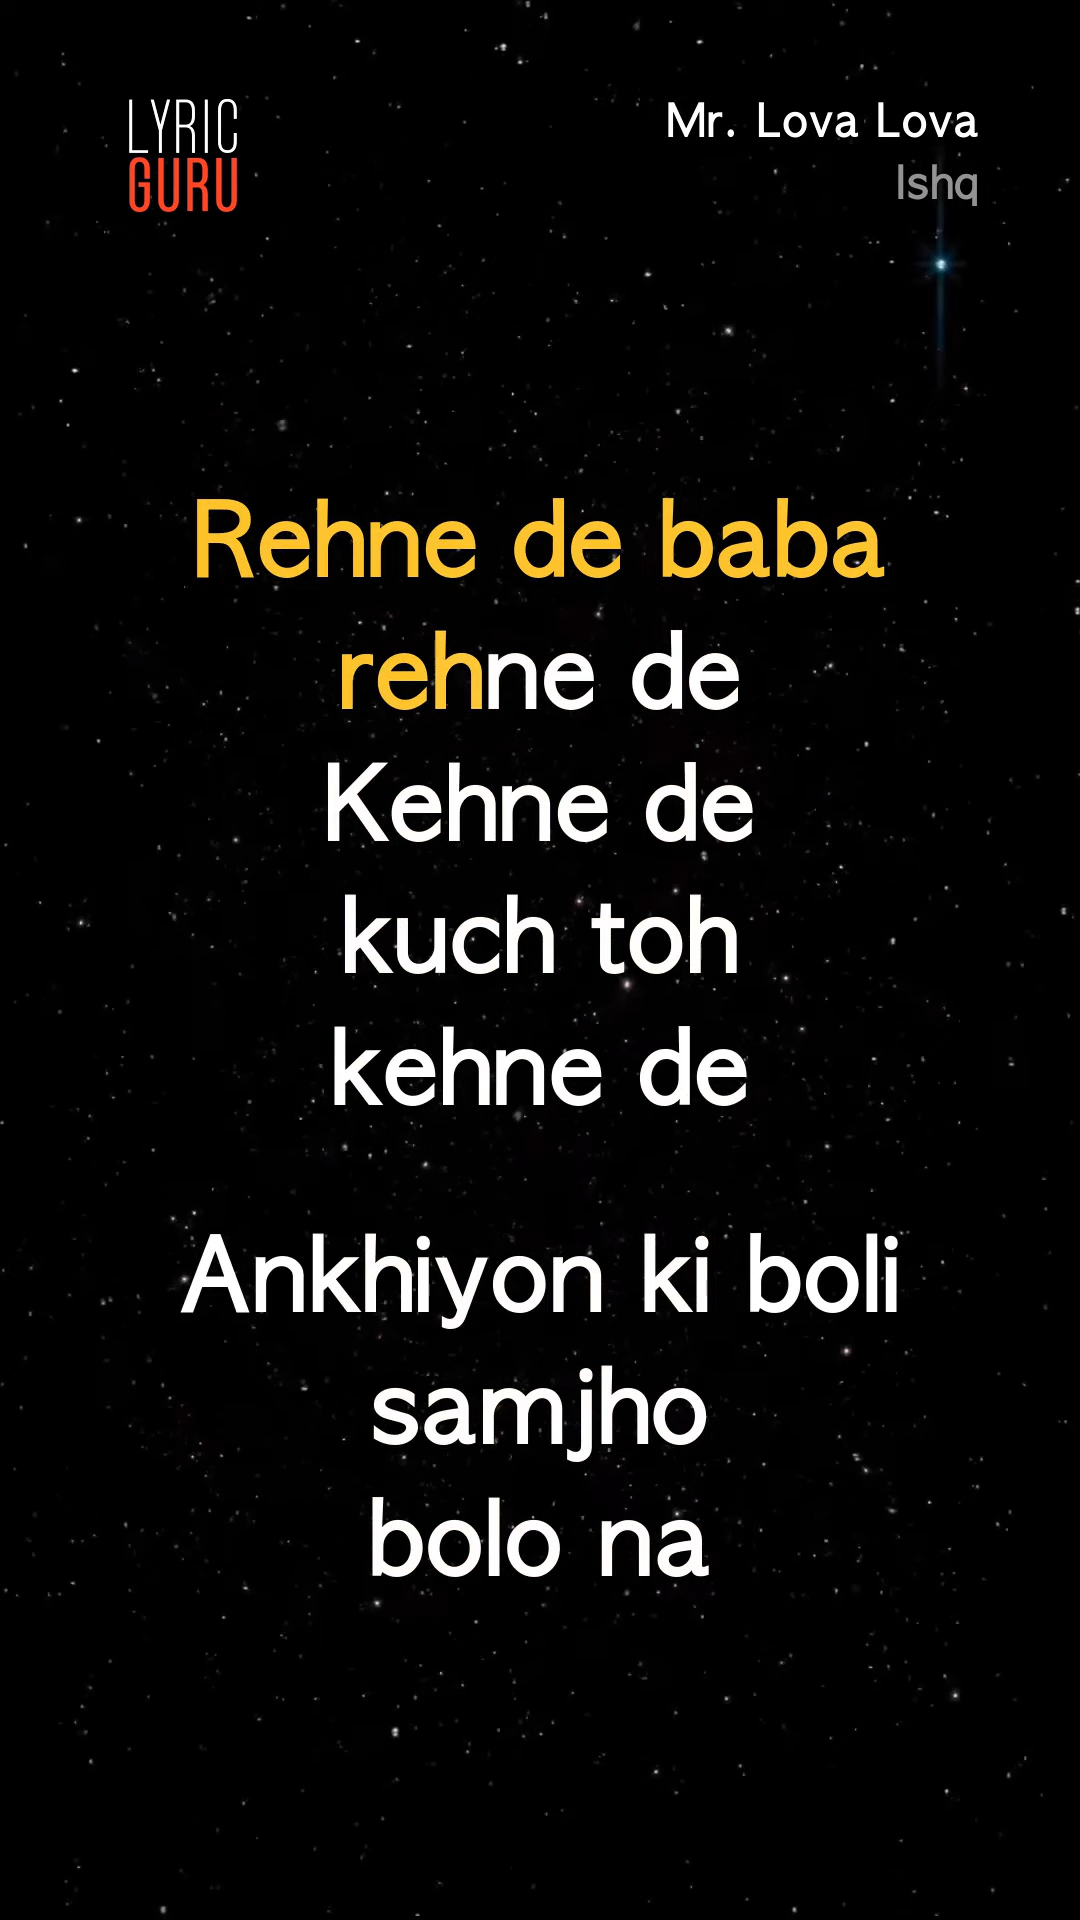 LYRIC
GURU
Mr. Lova Lova
Ishq
Rehne de baba
rehne de
Kehne de
kuch toh
kehne de
Ankhiyon ki boli
samjho
bolo na